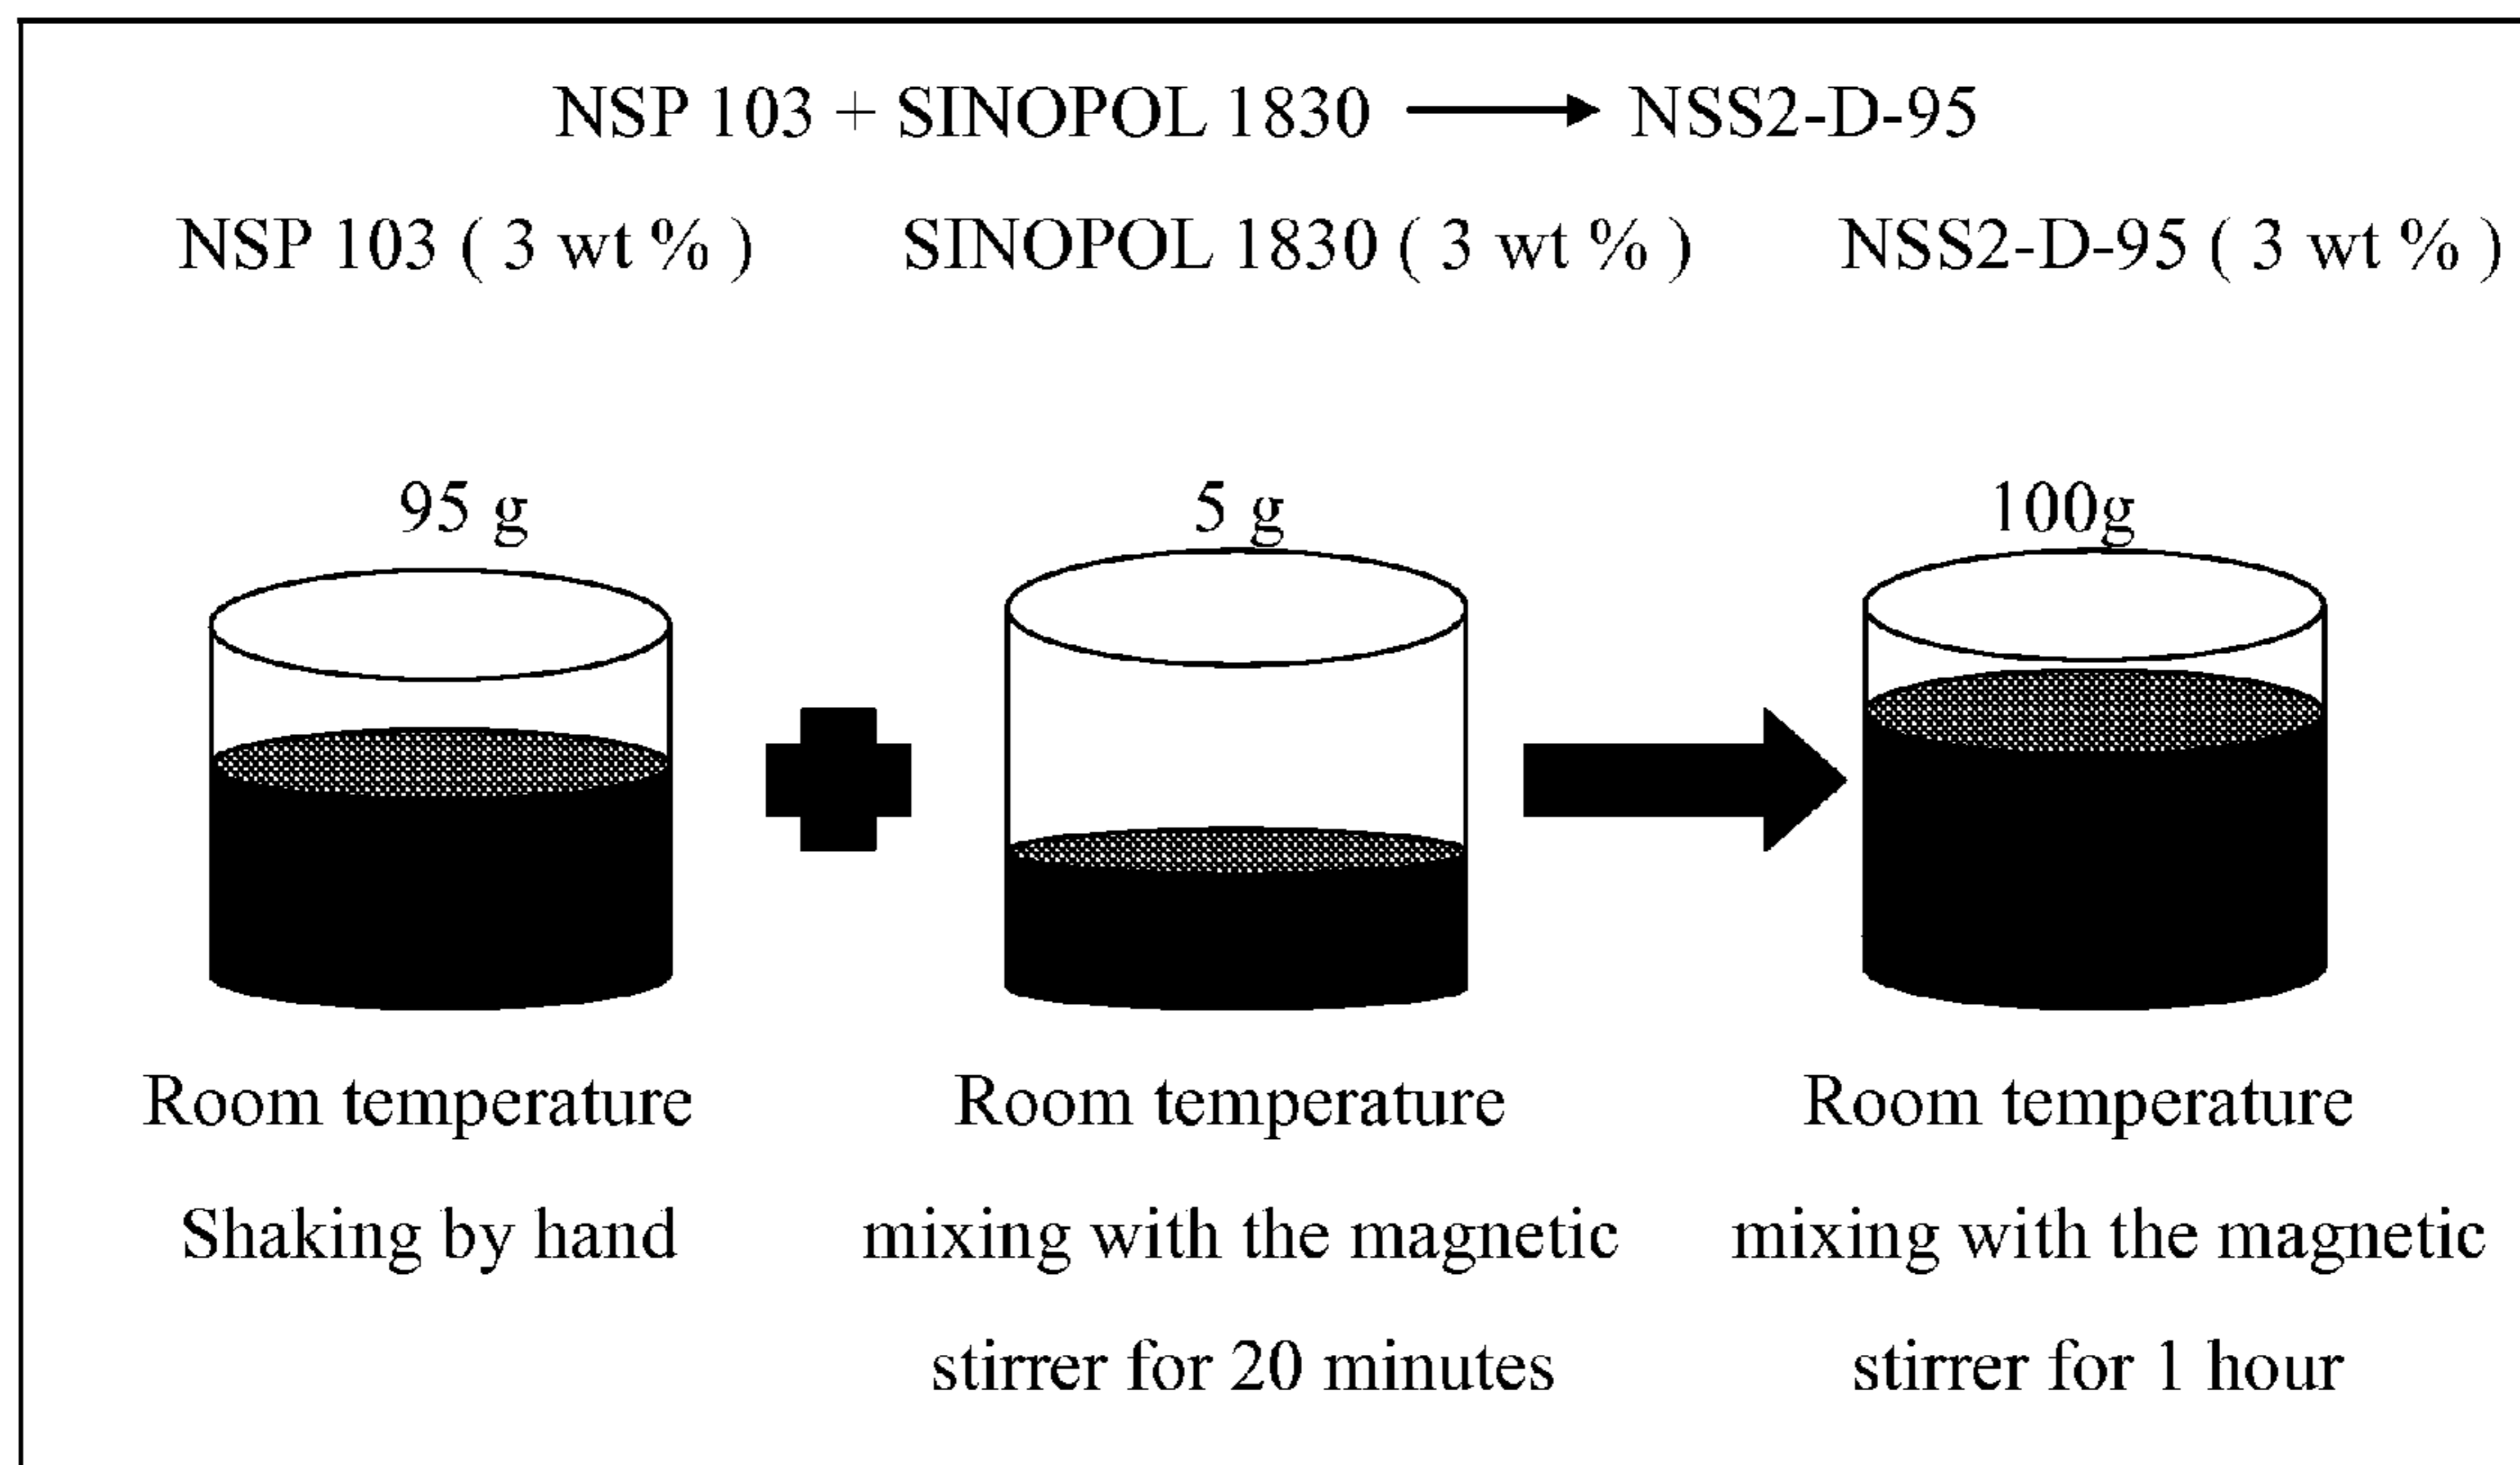 NSP 103 + SINOPOL 1830 ⟶ NSS2-D-95
NSP 103 ( 3 wt % ) SINOPOL 1830 ( 3 wt % ) NSS2-D-95 ( 3 wt % )
95 g 5 g 100g
Room temperature
Shaking by hand
Room temperature
mixing with the magnetic
stirrer for 20 minutes
Room temperature
mixing with the magnetic
stirrer for 1 hour